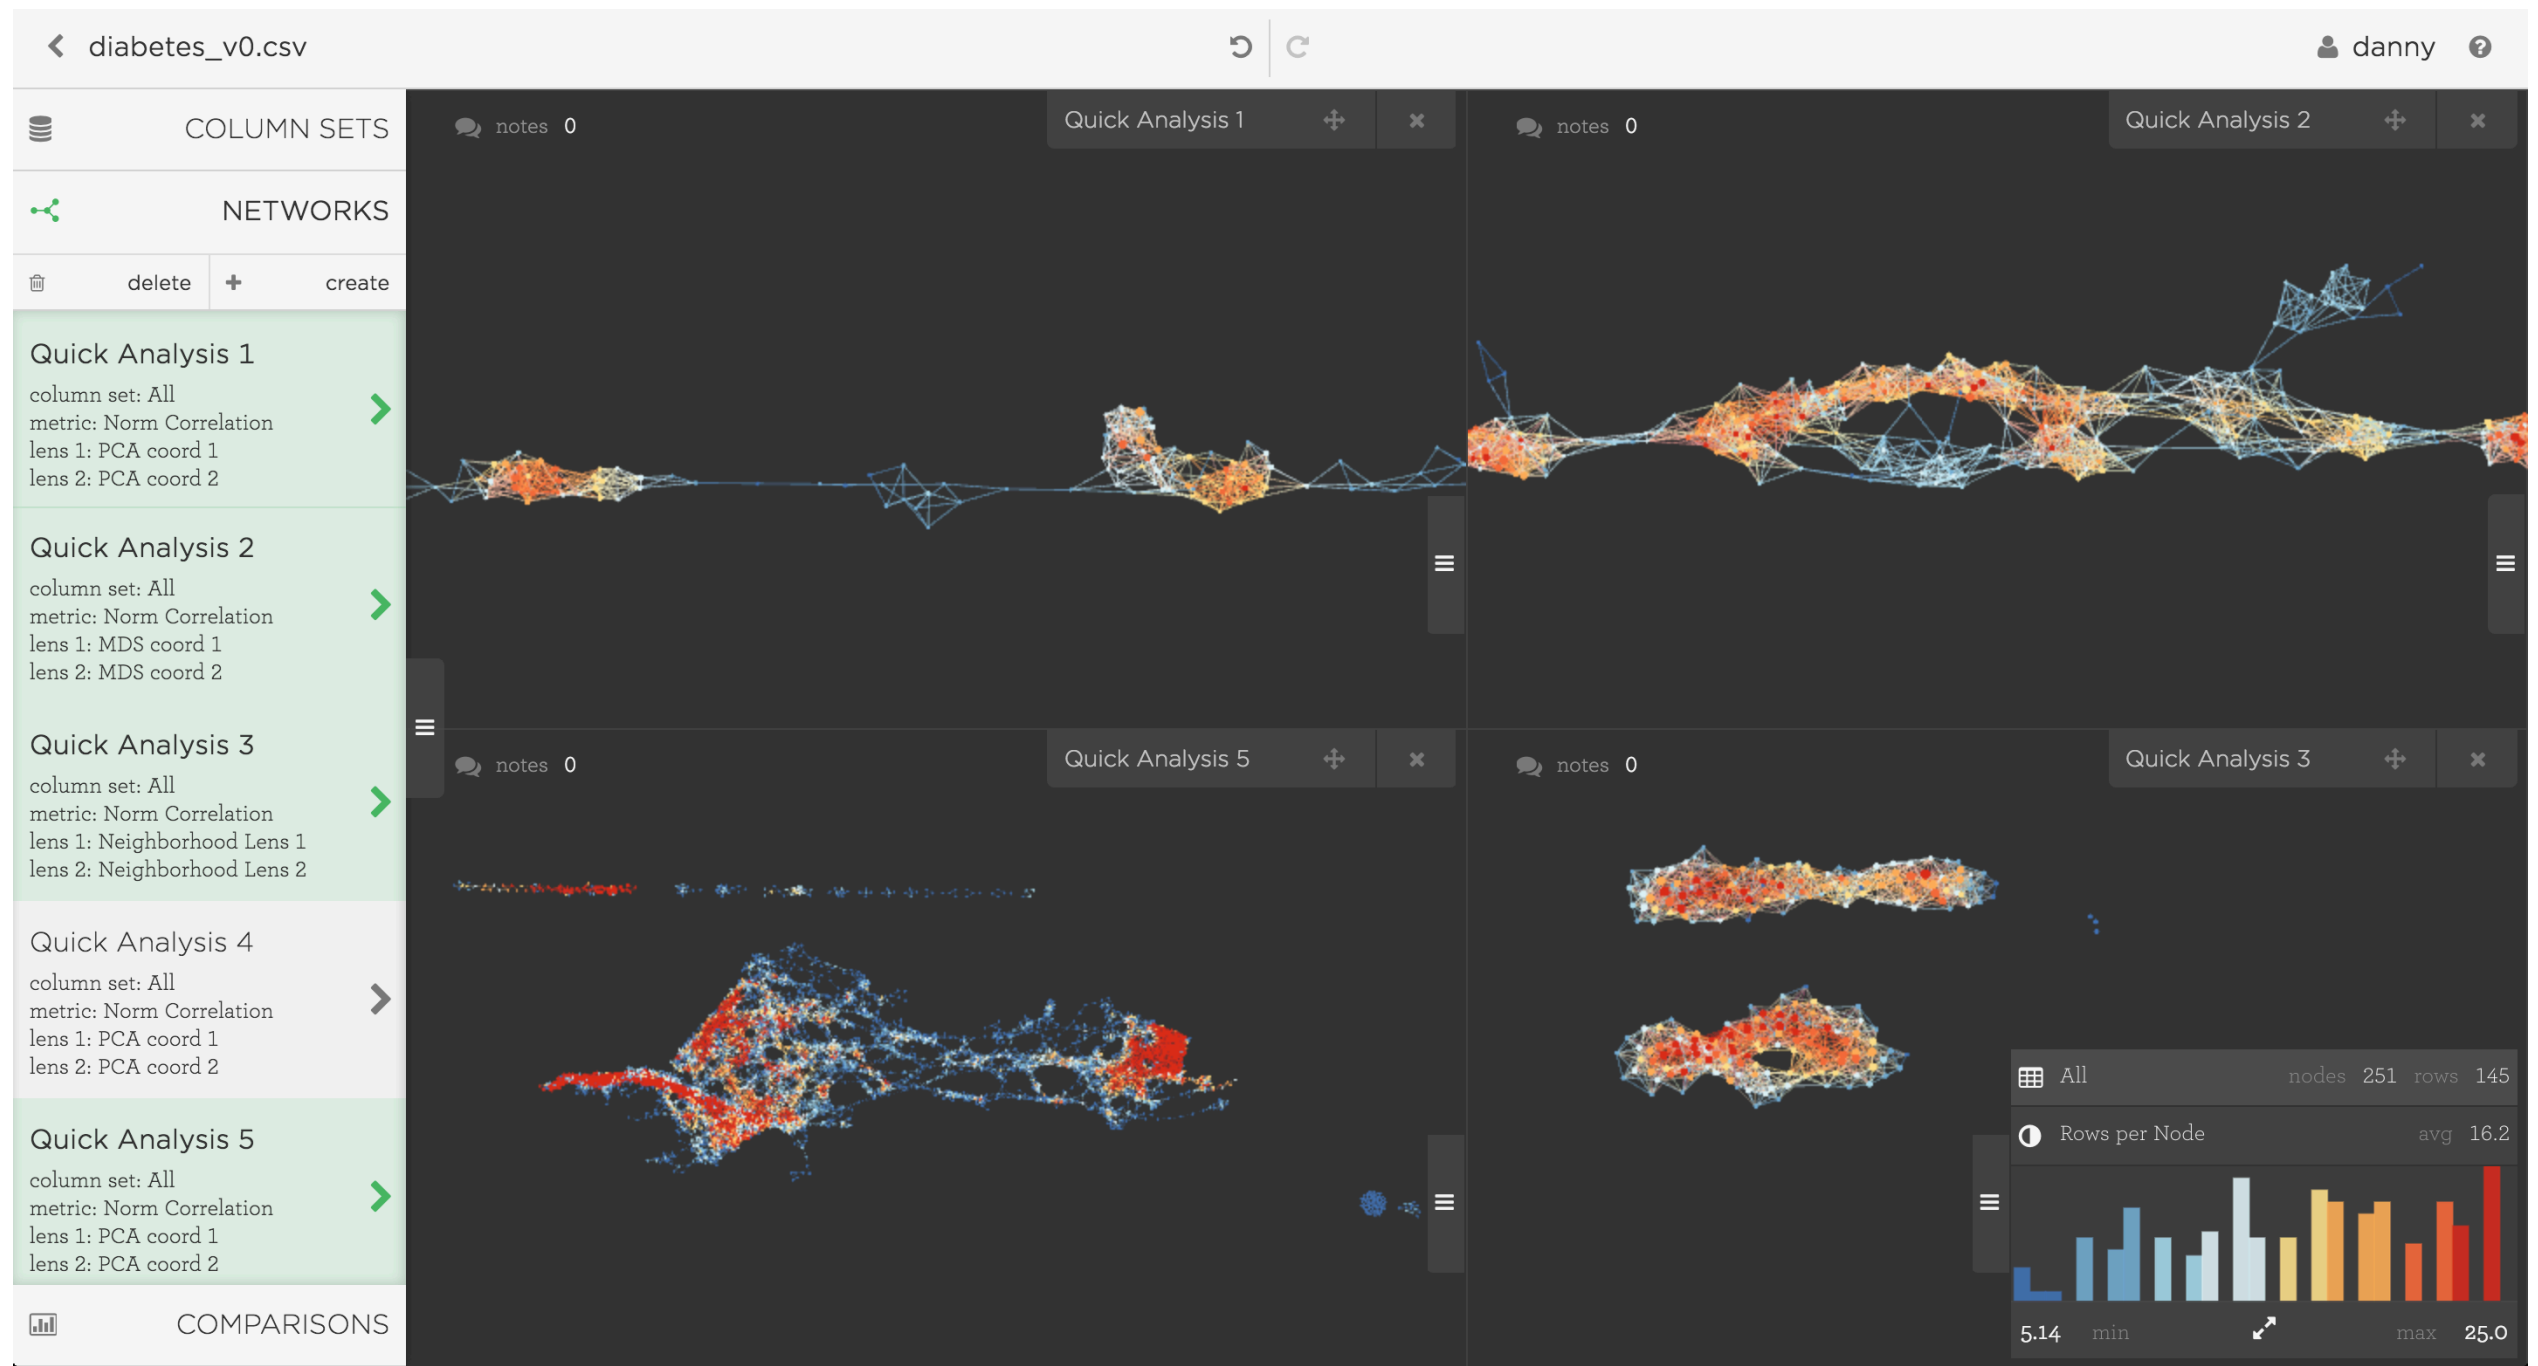 diabetes_v0.csv
danny
COLUMN SETS
NETWORKS
delete
create
Quick Analysis 1
column set: All
metric: Norm Correlation
lens 1: PCA coord 1
lens 2: PCA coord 2
Quick Analysis 2
column set: All
metric: Norm Correlation
lens 1: MDS coord 1
lens 2: MDS coord 2
Quick Analysis 3
column set: All
metric: Norm Correlation
lens 1: Neighborhood Lens 1
lens 2: Neighborhood Lens 2
Quick Analysis 4
column set: All
metric: Norm Correlation
lens 1: PCA coord 1
lens 2: PCA coord 2
Quick Analysis 5
column set: All
metric: Norm Correlation
lens 1: PCA coord 1
lens 2: PCA coord 2
COMPARISONS
notes 0
Quick Analysis 1
notes 0
Quick Analysis 2
notes 0
Quick Analysis 5
notes 0
Quick Analysis 3
All nodes 251 rows 145
Rows per Node avg 16.2
5.14 min max 25.0